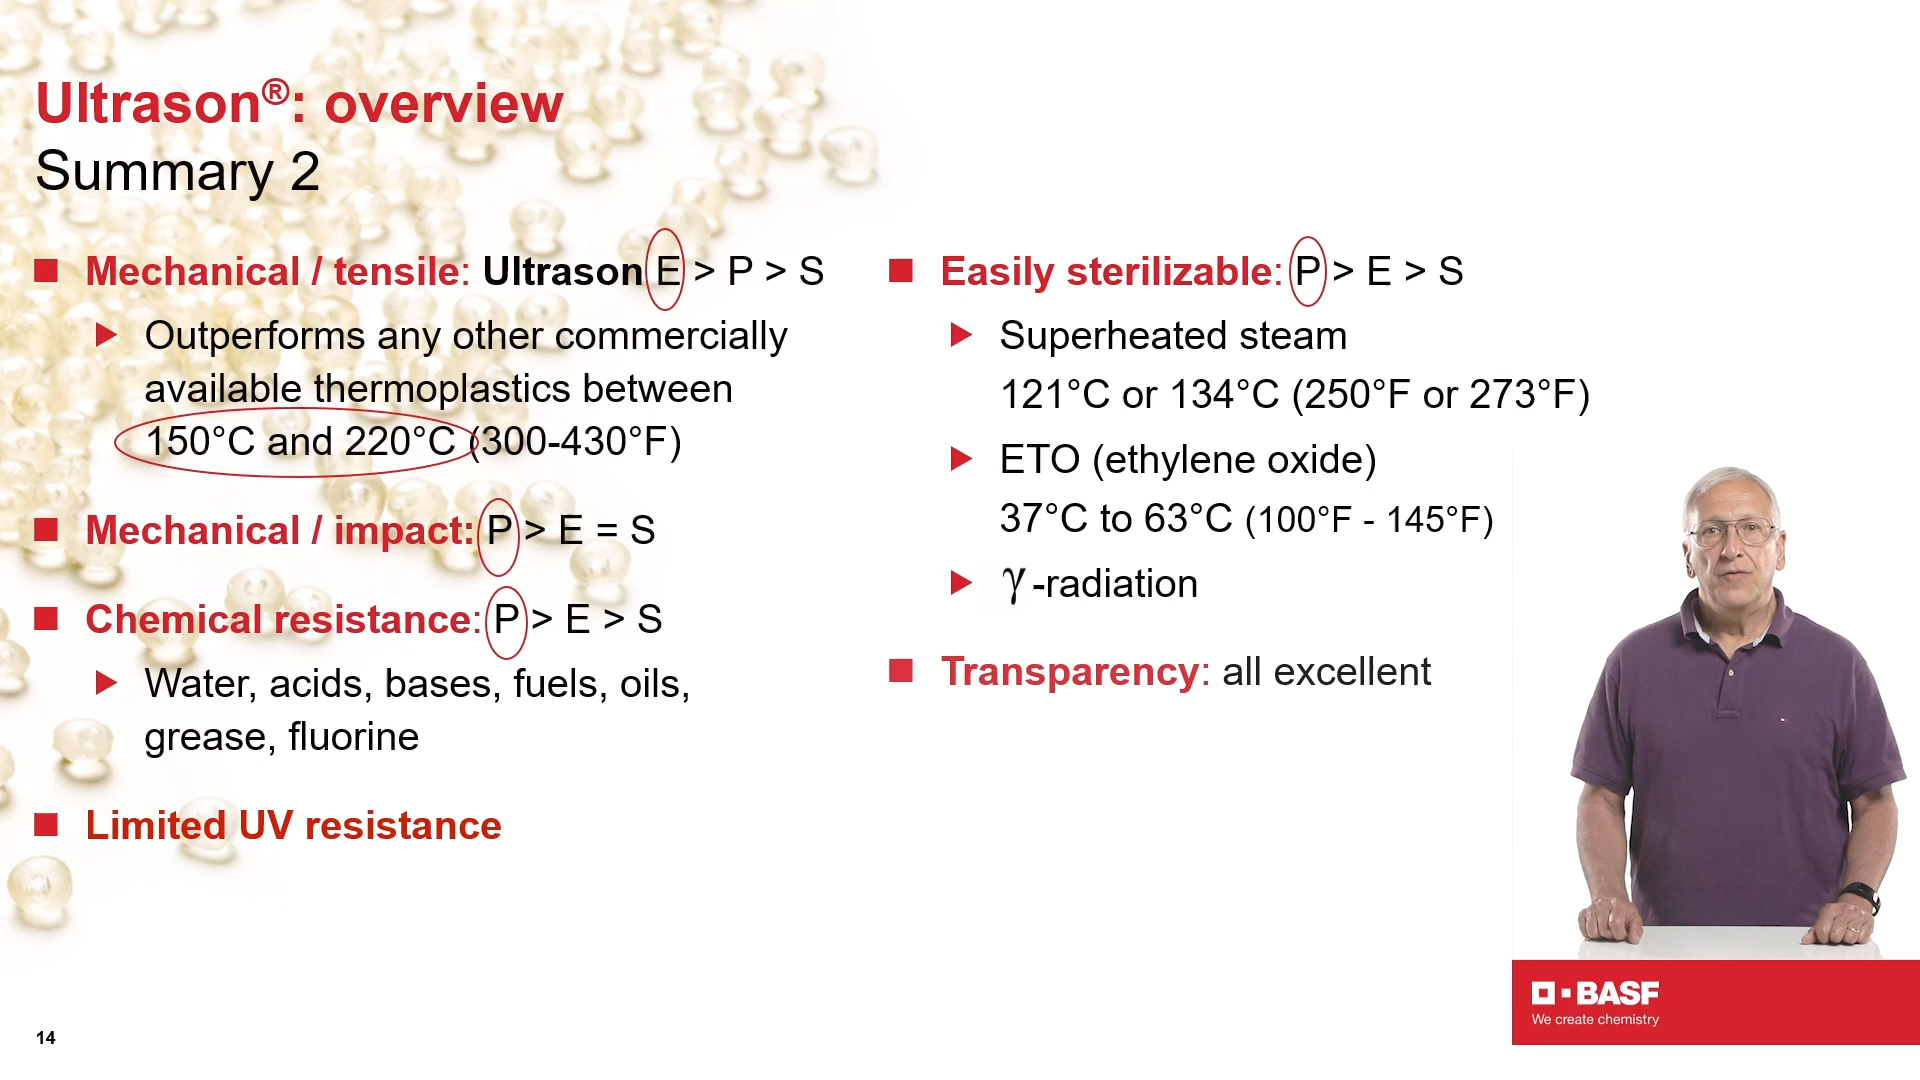 Ultrason®: overview
Summary 2
Mechanical / tensile: Ultrason E > P > S
Outperforms any other commercially
available thermoplastics between
150°C and 220°C (300-430°F)
Mechanical / impact: P > E = S
Chemical resistance: P > E > S
Water, acids, bases, fuels, oils,
grease, fluorine
Limited UV resistance
Easily sterilizable: P > E > S
Superheated steam
121°C or 134°C (250°F or 273°F)
ETO (ethylene oxide)
37°C to 63°C (100°F - 145°F)
γ -radiation
Transparency: all excellent
BASF
We create chemistry
14